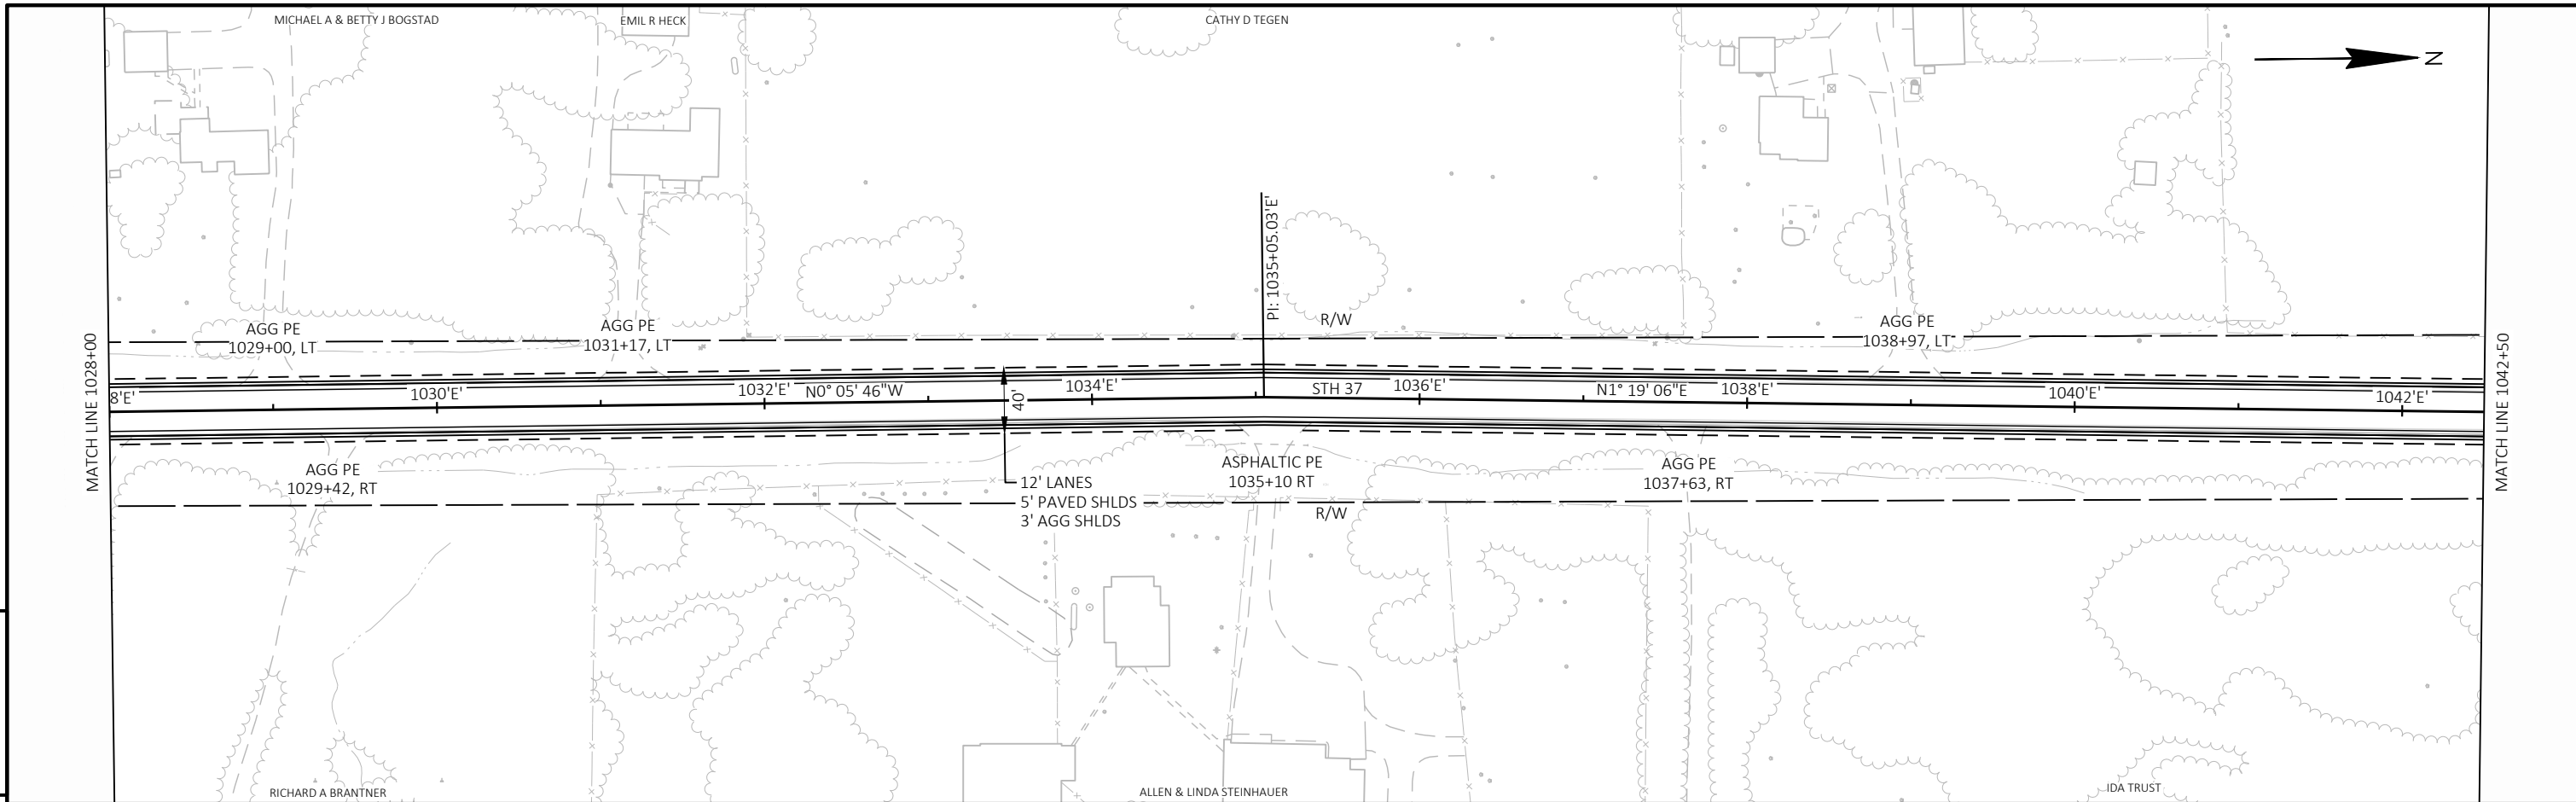 MICHAEL A & BETTY J BOGSTAD
EMIL R HECK
CATHY D TEGEN
N
MATCH LINE 1028+00
AGG PE
1029+00, LT
AGG PE
1031+17, LT
PI: 1035+05.03'E'
R/W
AGG PE
1038+97, LT
MATCH LINE 1042+50
8'E'
1030'E'
1032'E'
N0° 05' 46"W
40'
1034'E'
STH 37
1036'E'
N1° 19' 06"E
1038'E'
1040'E'
1042'E'
AGG PE
1029+42, RT
12' LANES
5' PAVED SHLDS
3' AGG SHLDS
ASPHALTIC PE
1035+10 RT
R/W
AGG PE
1037+63, RT
RICHARD A BRANTNER
ALLEN & LINDA STEINHAUER
IDA TRUST